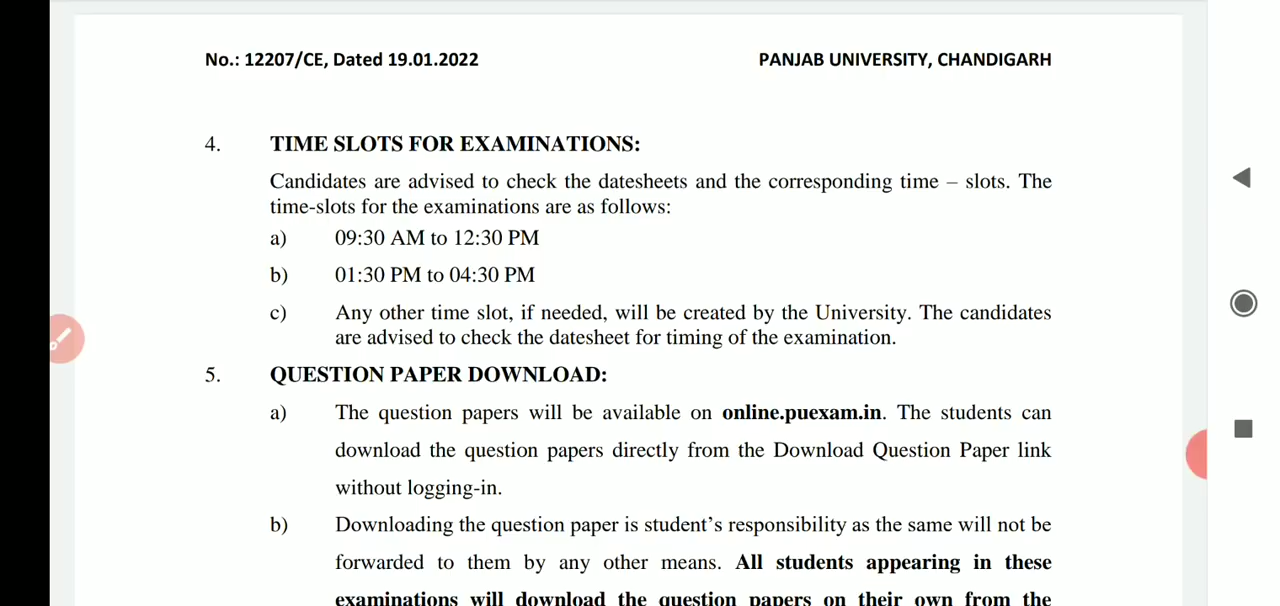 No.: 12207/CE, Dated 19.01.2022 PANJAB UNIVERSITY, CHANDIGARH
4. TIME SLOTS FOR EXAMINATIONS:
Candidates are advised to check the datesheets and the corresponding time – slots. The
time-slots for the examinations are as follows:
a) 09:30 AM to 12:30 PM
b) 01:30 PM to 04:30 PM
c) Any other time slot, if needed, will be created by the University. The candidates
are advised to check the datesheet for timing of the examination.
5. QUESTION PAPER DOWNLOAD:
a) The question papers will be available on online.puexam.in. The students can
download the question papers directly from the Download Question Paper link
without logging-in.
b) Downloading the question paper is student’s responsibility as the same will not be
forwarded to them by any other means. All students appearing in these
examinations will download the question papers on their own from the